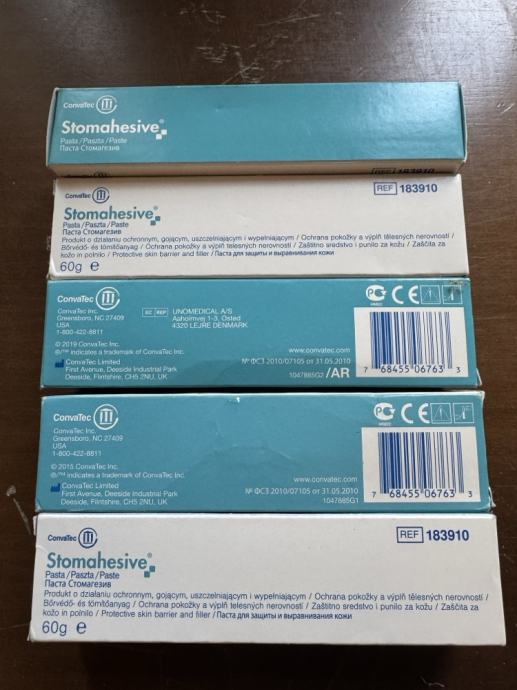 ConvaTec
Stomahesive®
Pasta/Paszta/Paste
Паста Стомагезив
183910
ConvaTec
REF 183910
Stomahesive®
Pasta/Paszta/Paste
Паста Стомагезив
Produkt o działaniu ochronnym, gojącym, uszczelniającym i wypełniającym / Ochrana pokožky a výplň tělesných nerovností /
Bőrvédő- és tömítőanyag / Ochrana pokožky a výplň telesných nerovností / Zaštitno sredstvo i punilo za kožu / Zaščita za
kožo in polnilo / Protective skin barrier and filler / Паста для защиты и выравнивания кожи
60g e
ConvaTec
ConvaTec Inc.
Greensboro, NC 27409
USA
1-800-422-8811
EC REP UNOMEDICAL A/S
Aaholmvej 1-3, Osted
4320 LEJRE DENMARK
© 2019 ConvaTec Inc.
®/™ indicates a trademark of ConvaTec Inc.
ConvaTec Limited
First Avenue, Deeside Industrial Park
Deeside, Flintshire, CH5 2NU, UK
www.convatec.com
№ ФСЗ 2010/07105 от 31.05.2010
1047885G2 /AR
CE
7 68455 06763 3
ConvaTec
ConvaTec Inc.
Greensboro, NC 27409
USA
1-800-422-8811
© 2015 ConvaTec Inc.
®/™ indicates a trademark of ConvaTec Inc.
ConvaTec Limited
First Avenue, Deeside Industrial Park
Deeside, Flintshire, CH5 2NU, UK
www.convatec.com
№ ФСЗ 2010/07105 от 31.05.2010
1047885G1
CE
7 68455 06763 3
ConvaTec
REF 183910
Stomahesive®
Pasta/Paszta/Paste
Паста Стомагезив
Produkt o działaniu ochronnym, gojącym, uszczelniającym i wypełniającym / Ochrana pokožky a výplň tělesných nerovností /
Bőrvédő- és tömítőanyag / Ochrana pokožky a výplň telesných nerovností / Zaštitno sredstvo i punilo za kožu / Zaščita za
kožo in polnilo / Protective skin barrier and filler / Паста для защиты и выравнивания кожи
60g e